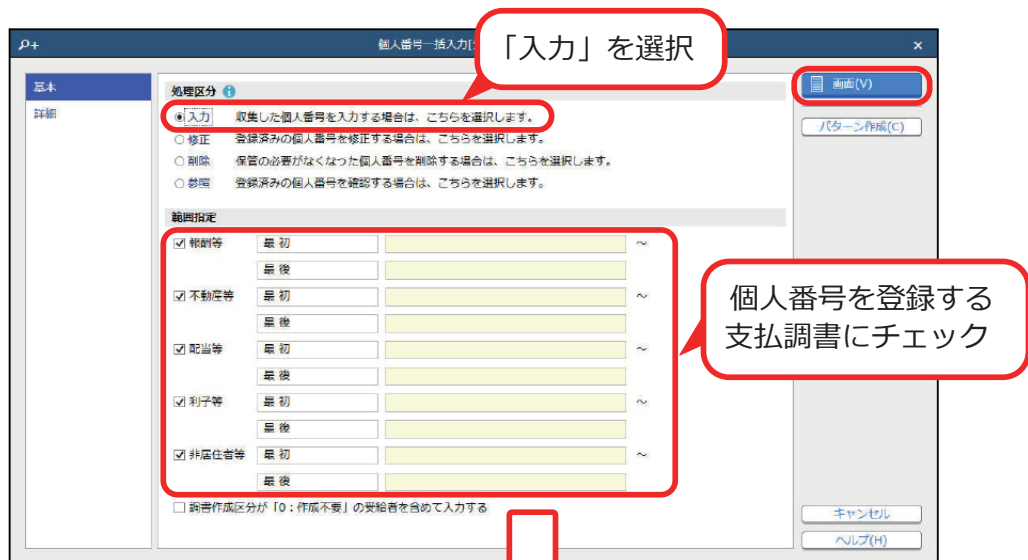 「入力」を選択
個人番号一括入力[
×
基本
詳細
処理区分
入力 収集した個人番号を入力する場合は、こちらを選択します。
修正 登録済みの個人番号を修正する場合は、こちらを選択します。
削除 保管の必要がなくなった個人番号を削除する場合は、こちらを選択します。
参照 登録済みの個人番号を確認する場合は、こちらを選択します。
画面(V)
パターン作成(C)
範囲指定
報酬等 最初 ～
最後
不動産等 最初 ～
最後
配当等 最初 ～
最後
利子等 最初 ～
最後
非居住者等 最初 ～
最後
個人番号を登録する
支払調書にチェック
調書作成区分が「0：作成不要」の受給者を含めて入力する
キャンセル
ヘルプ(H)